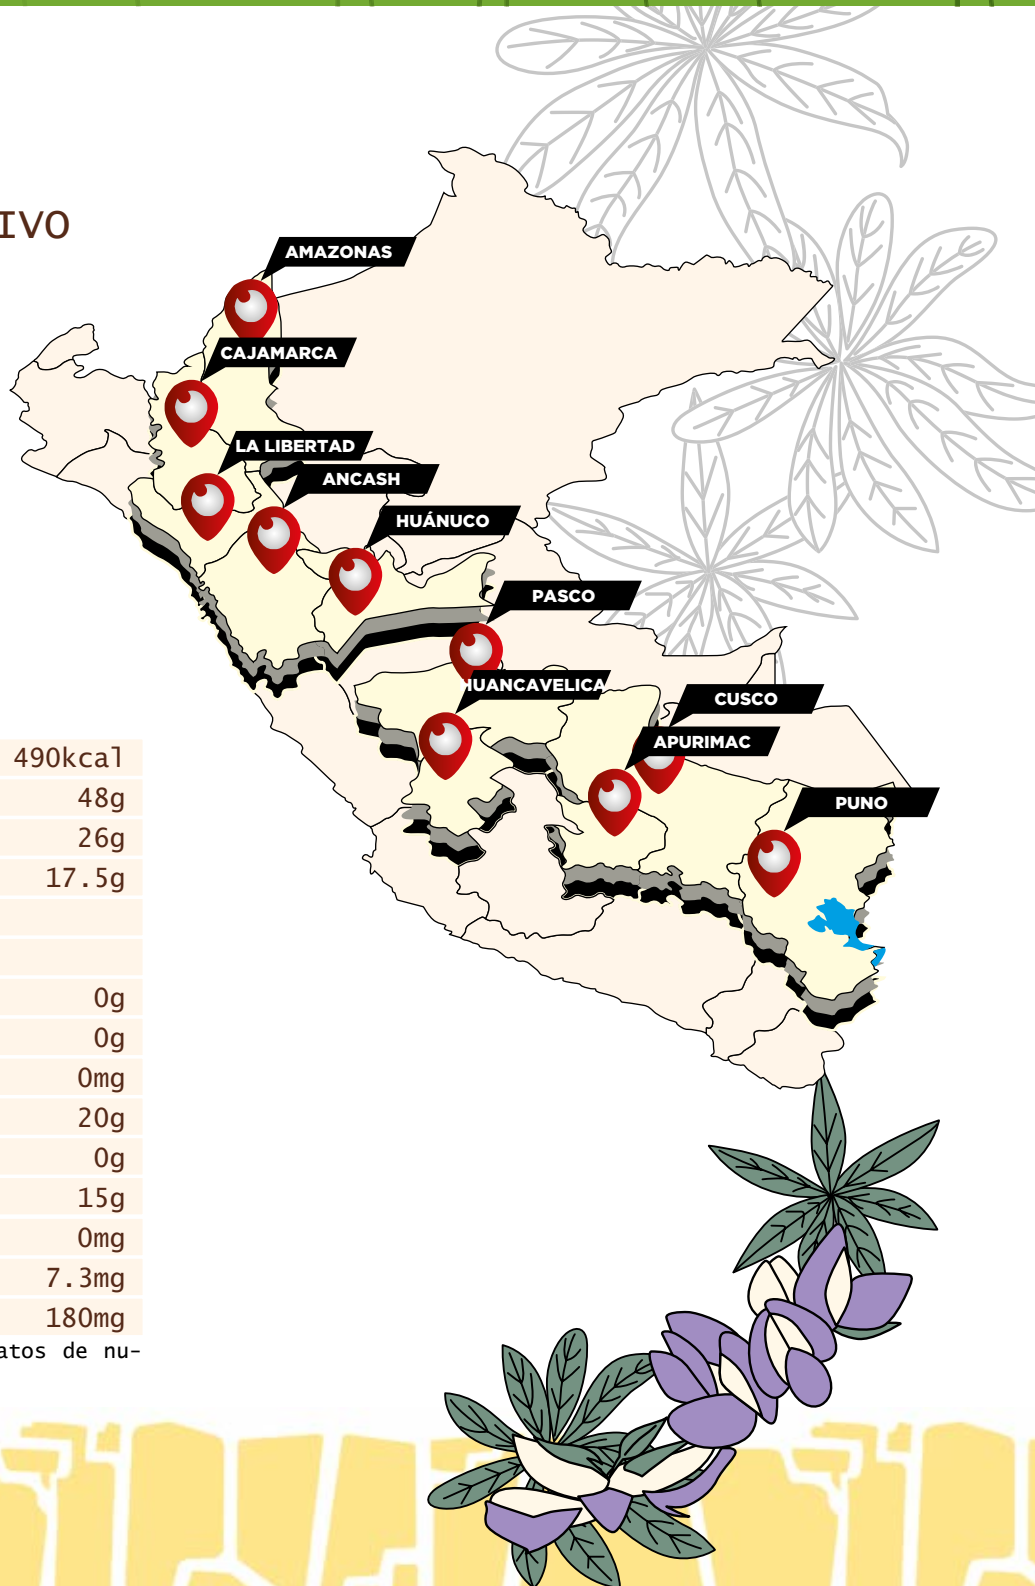 IVO
AMAZONAS
CAJAMARCA
LA LIBERTAD
ANCASH
HUÁNUCO
PASCO
HUANCAVELICA
CUSCO
APURIMAC
PUNO
490kcal
48g
26g
17.5g
0g
0g
0mg
20g
0g
15g
0mg
7.3mg
180mg
atos de nu-